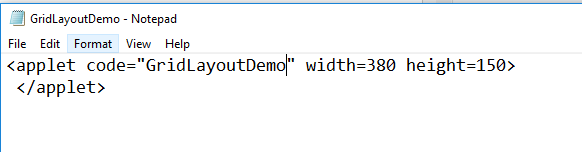 GridLayoutDemo - Notepad
File Edit Format View Help
<applet code="GridLayoutDemo" width=380 height=150>
</applet>